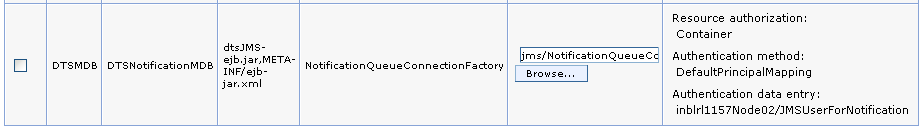 DTSMDB
DTSNotificationMDB
dtsJMS-
ejb.jar,META-
INF/ejb-
jar.xml
NotificationQueueConnectionFactory
jms/NotificationQueueCo
Browse...
Resource authorization:
Container
Authentication method:
DefaultPrincipalMapping
Authentication data entry:
inblrl1157Node02/JMSUserForNotification